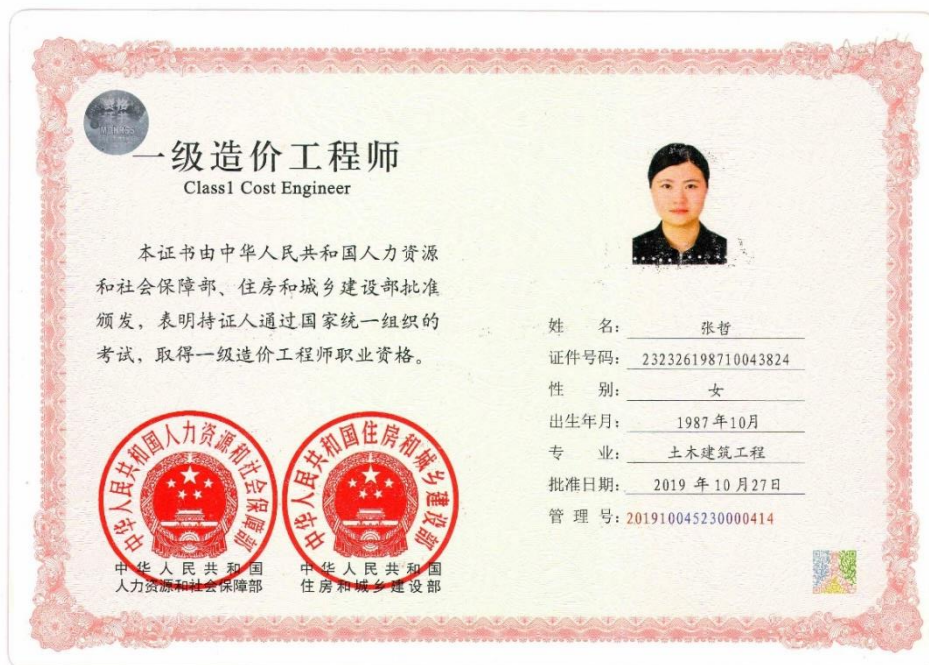 资格
证书
MOHRSS
一级造价工程师
Class1 Cost Engineer
本证书由中华人民共和国人力资源
和社会保障部、住房和城乡建设部批准
颁发，表明持证人通过国家统一组织的
考试，取得一级造价工程师职业资格。
中华人民共和国人力资源和社会保障部
中华人民共和国住房和城乡建设部
中华人民共和国
人力资源和社会保障部
中华人民共和国
住房和城乡建设部
姓 名： 张哲
证件号码： 232326198710043824
性 别： 女
出生年月： 1987年10月
专 业： 土木建筑工程
批准日期： 2019 年 10 月 27日
管 理 号: 201910045230000414